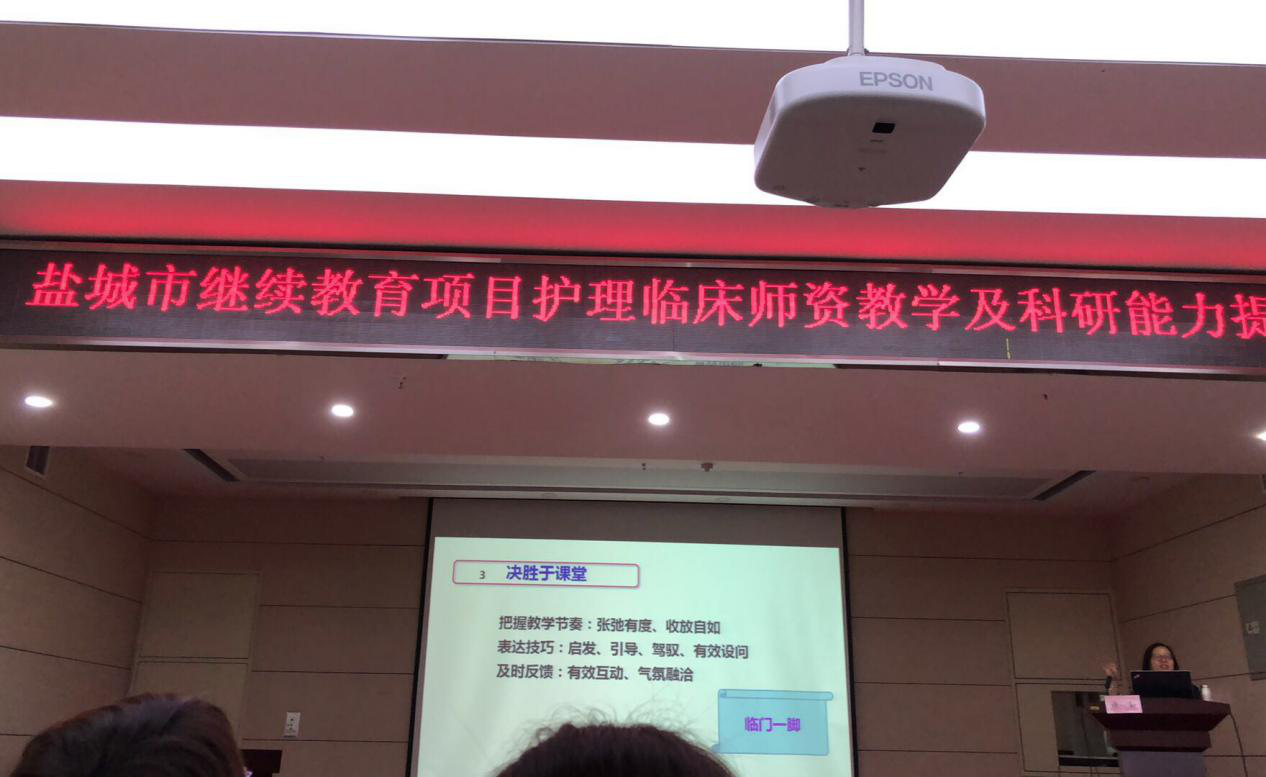 EPSON
盐城市继续教育项目护理临床师资教学及科研能力提
3 决胜于课堂
把握教学节奏：张弛有度、收放自如
表达技巧：启发、引导、驾驭、有效设问
及时反馈：有效互动、气氛融洽
临门一脚